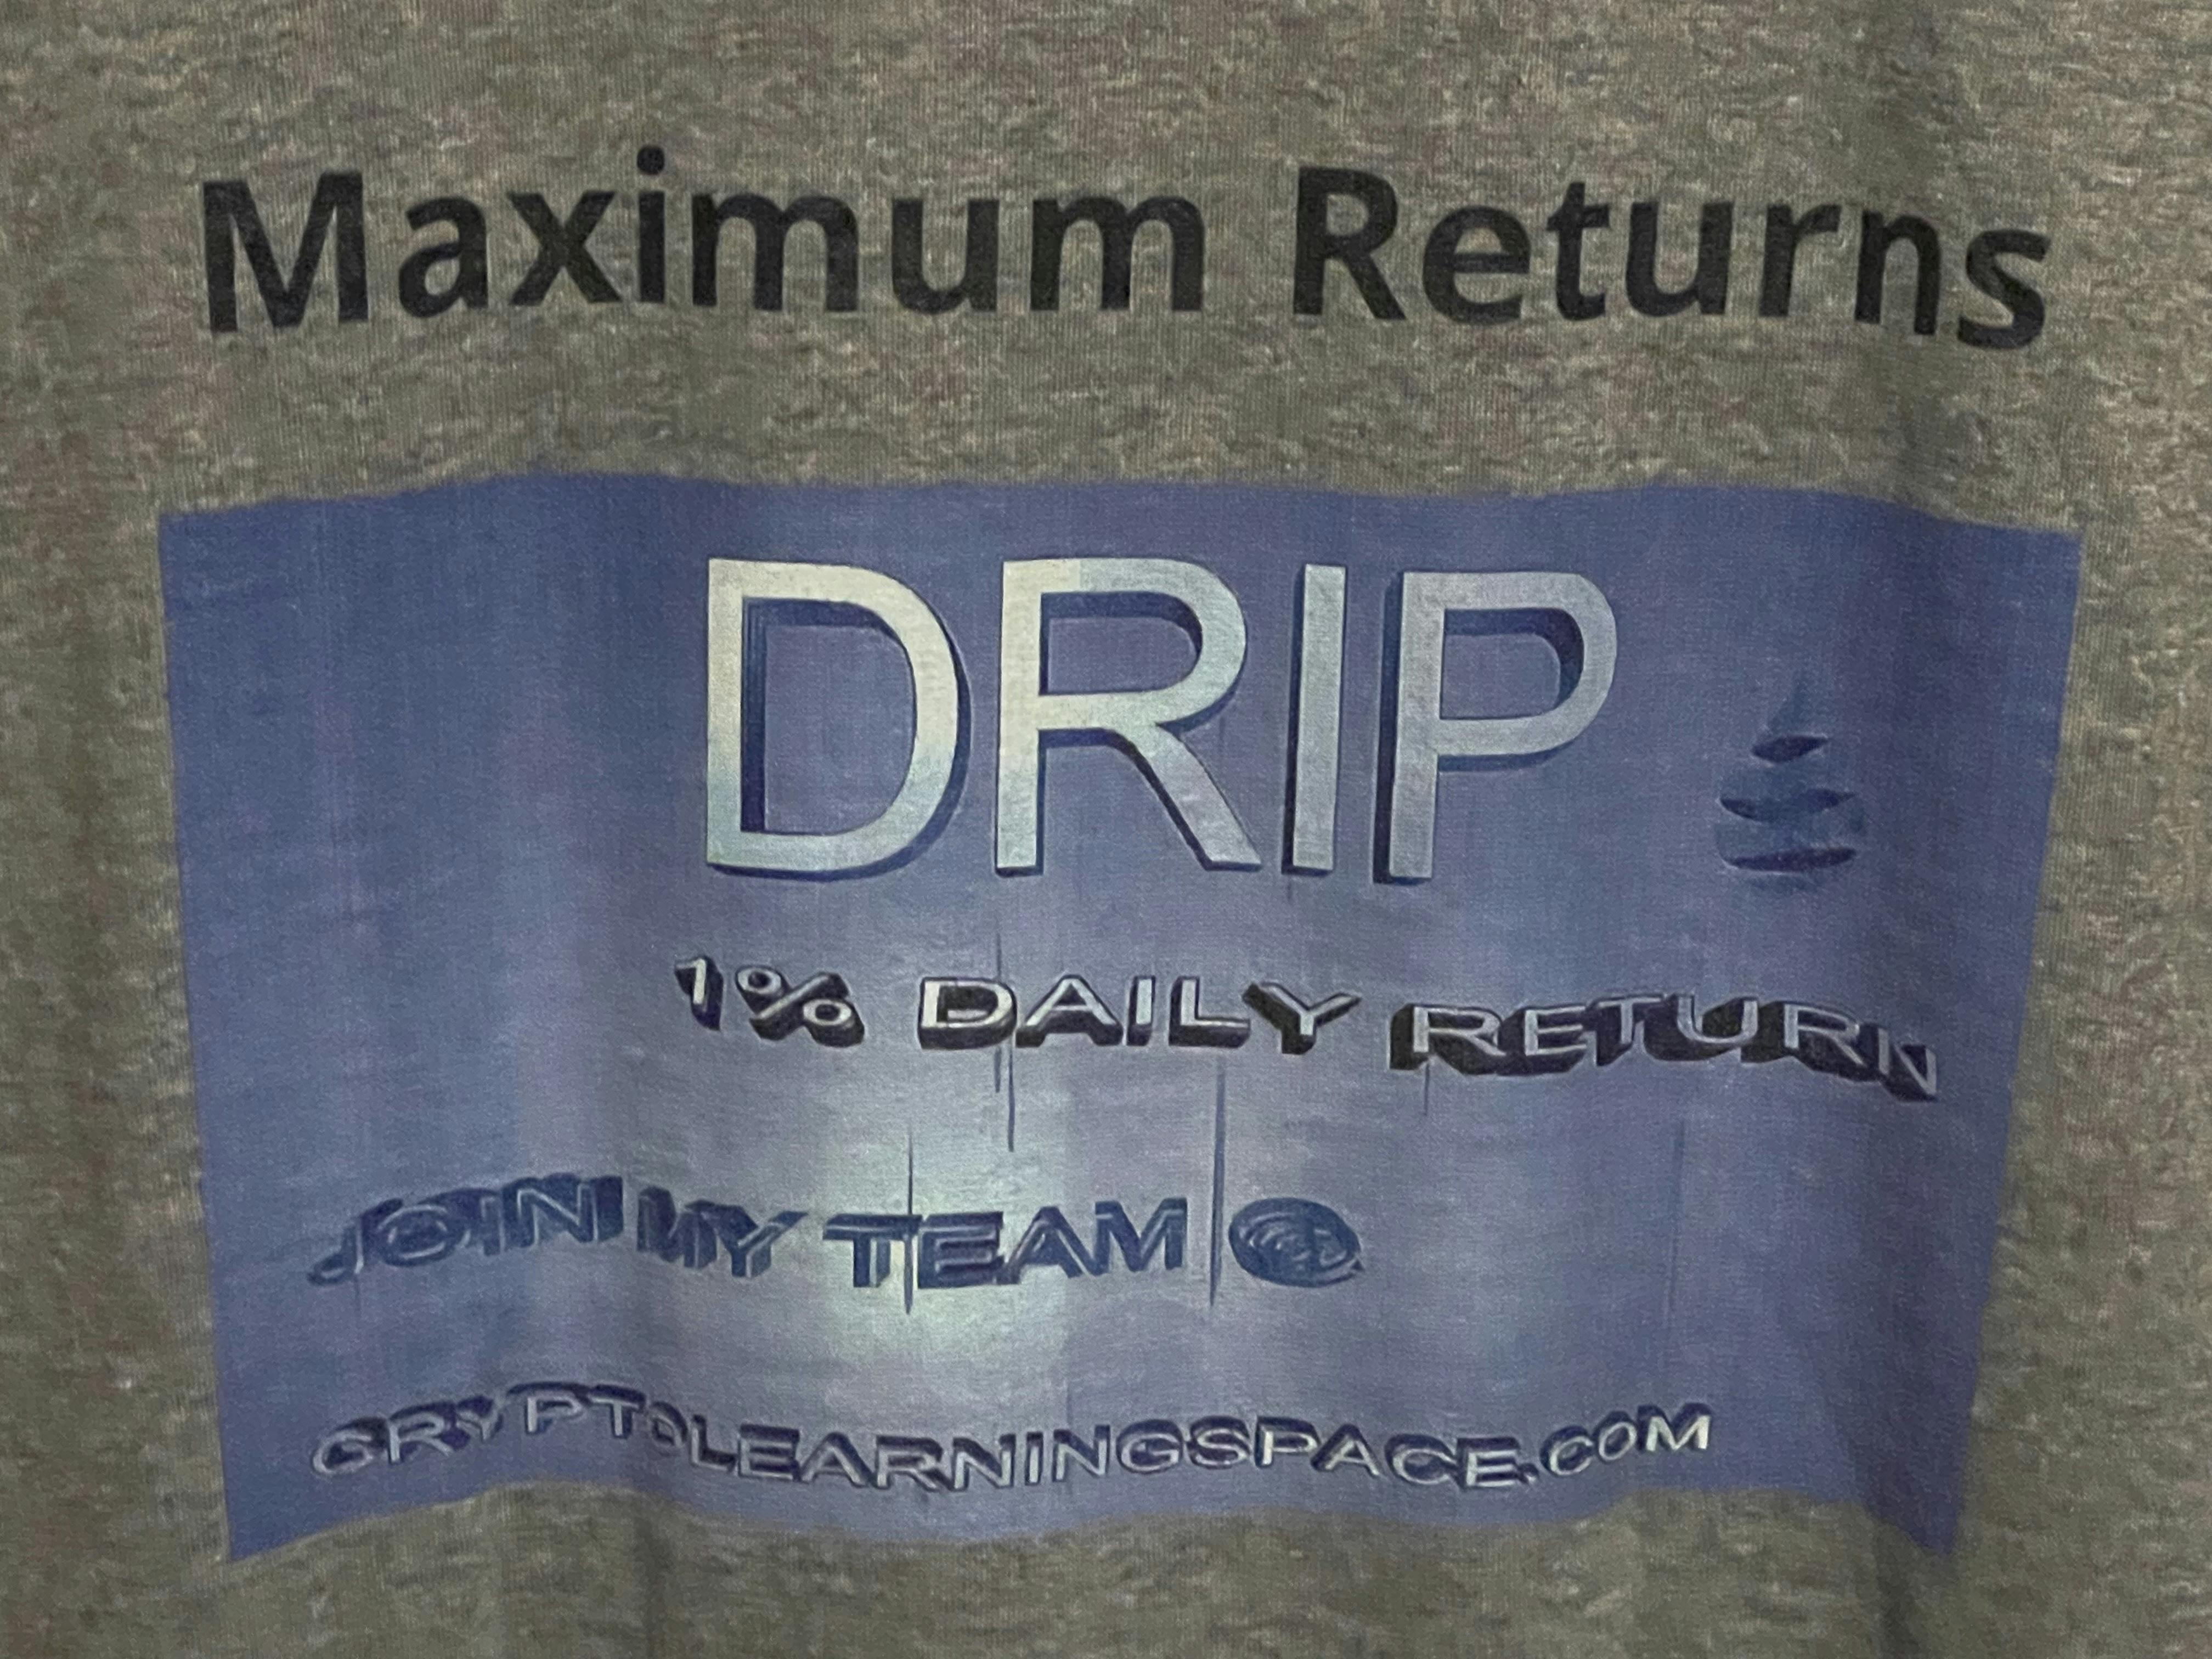 Maximum Returns
DRIP
1% DAILY RETURN
JOIN MY TEAM @
CRYPTOLEARNINGSPACE.COM